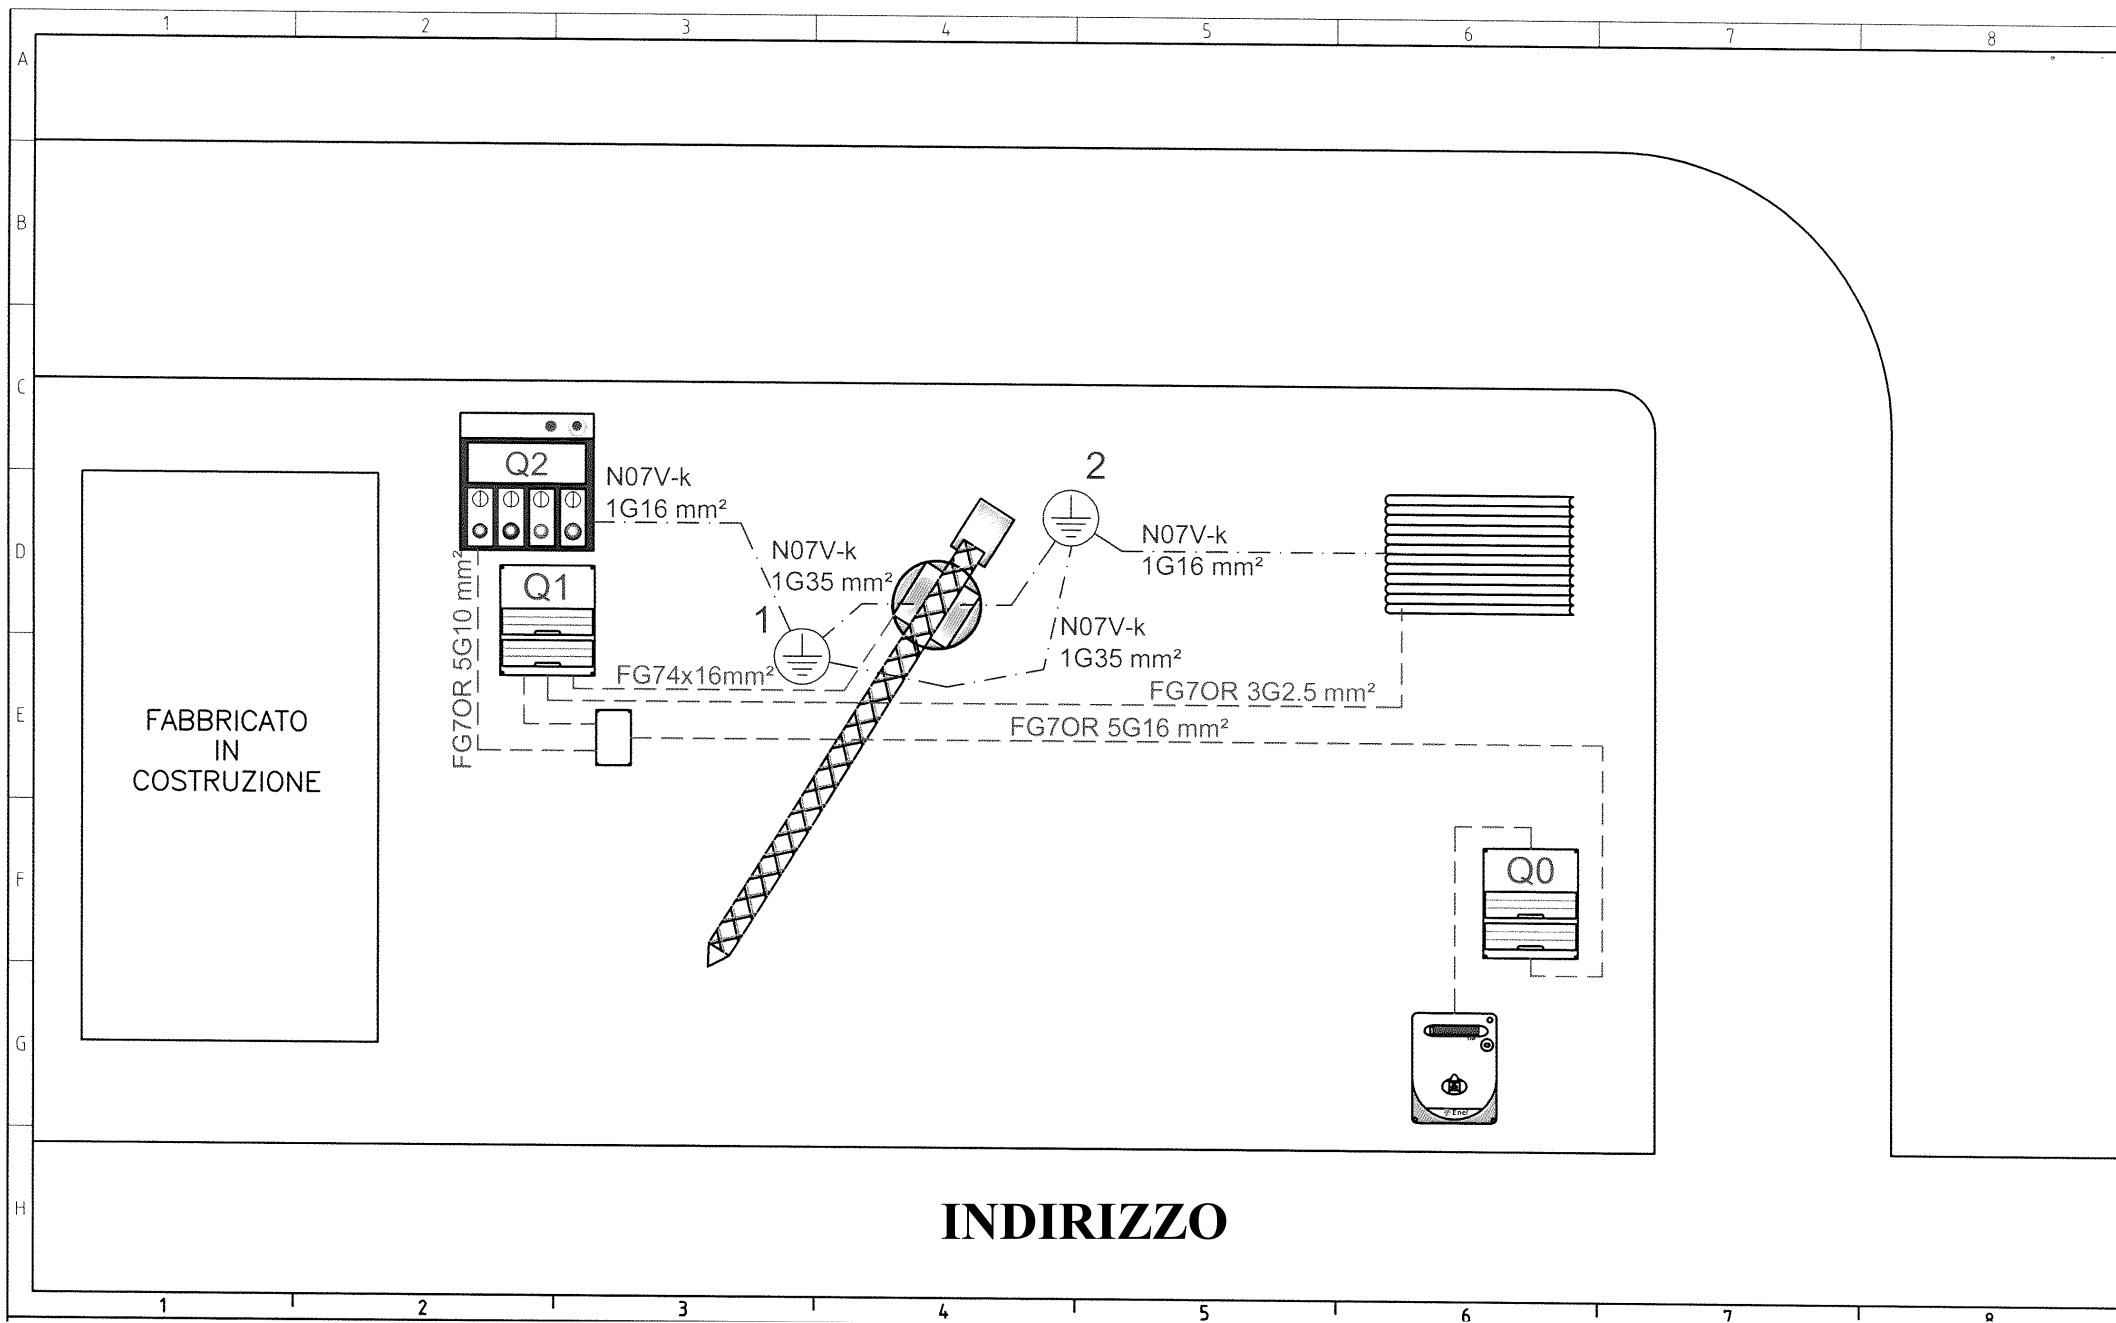 1 2 3 4 5 6 7 8
A
B
C
D
E
F
G
H
Q2
N07V-k
1G16 mm²
2
N07V-k
1G16 mm²
N07V-k
1G35 mm²
Q1
1
N07V-k
1G35 mm²
FG7OR 5G10 mm²
FG74x16mm²
FG7OR 3G2.5 mm²
FG7OR 5G16 mm²
FABBRICATO
IN
COSTRUZIONE
Q0
Enel
INDIRIZZO
1 2 3 4 5 6 7 8